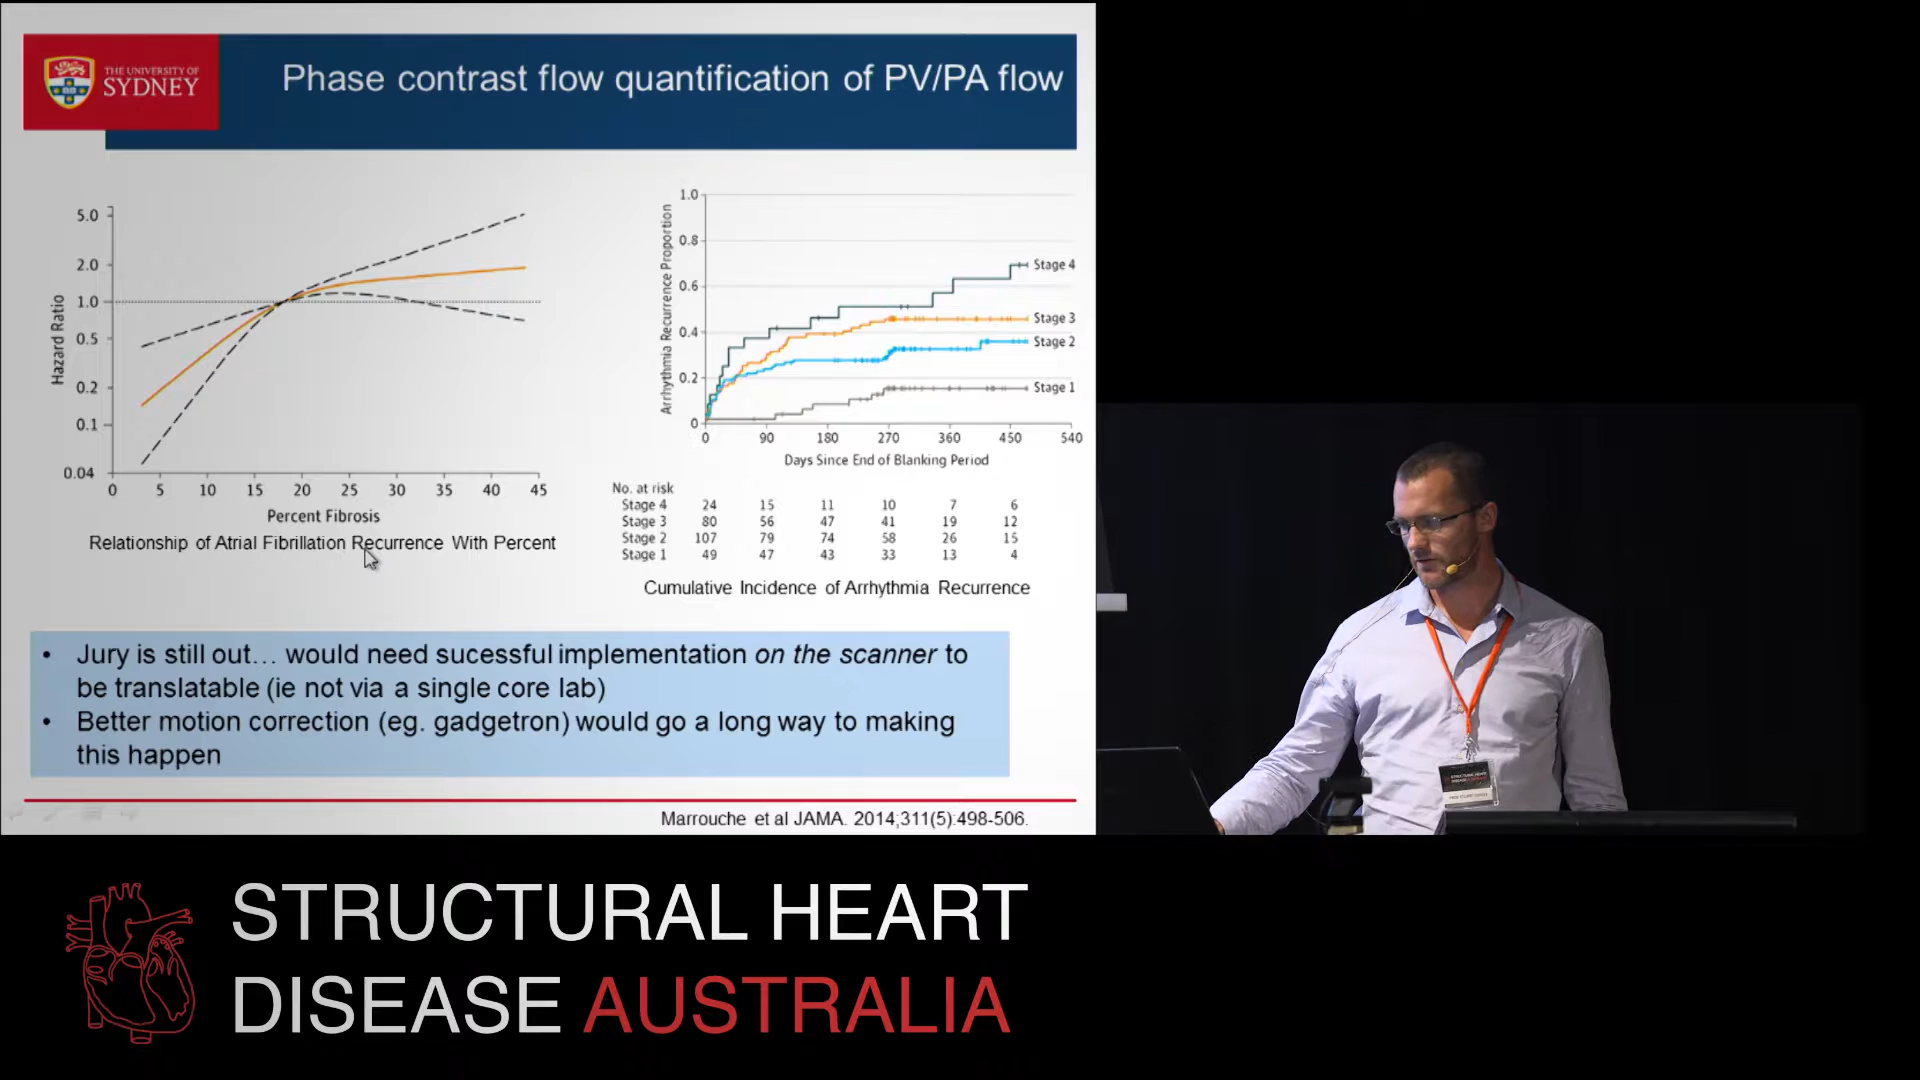 THE UNIVERSITY OF
SYDNEY
Phase contrast flow quantification of PV/PA flow
Hazard Ratio
5.0
2.0
1.0
0.5
0.2
0.1
0.04
0 5 10 15 20 25 30 35 40 45
Percent Fibrosis
Relationship of Atrial Fibrillation Recurrence With Percent
Arrhythmia Recurrence Proportion
1.0
0.8
0.6
0.4
0.2
0
Stage 4
Stage 3
Stage 2
Stage 1
0 90 180 270 360 450 540
Days Since End of Blanking Period
No. at risk
Stage 4 24 15 11 10 7 6
Stage 3 80 56 47 41 19 12
Stage 2 107 79 74 58 26 15
Stage 1 49 47 43 33 13 4
Cumulative Incidence of Arrhythmia Recurrence
• Jury is still out… would need sucessful implementation on the scanner to
be translatable (ie not via a single core lab)
• Better motion correction (eg. gadgetron) would go a long way to making
this happen
Marrouche et al JAMA. 2014;311(5):498-506.
STRUCTURAL HEART
DISEASE AUSTRALIA
STRUCTURAL HEART
DISEASE AUSTRALIA